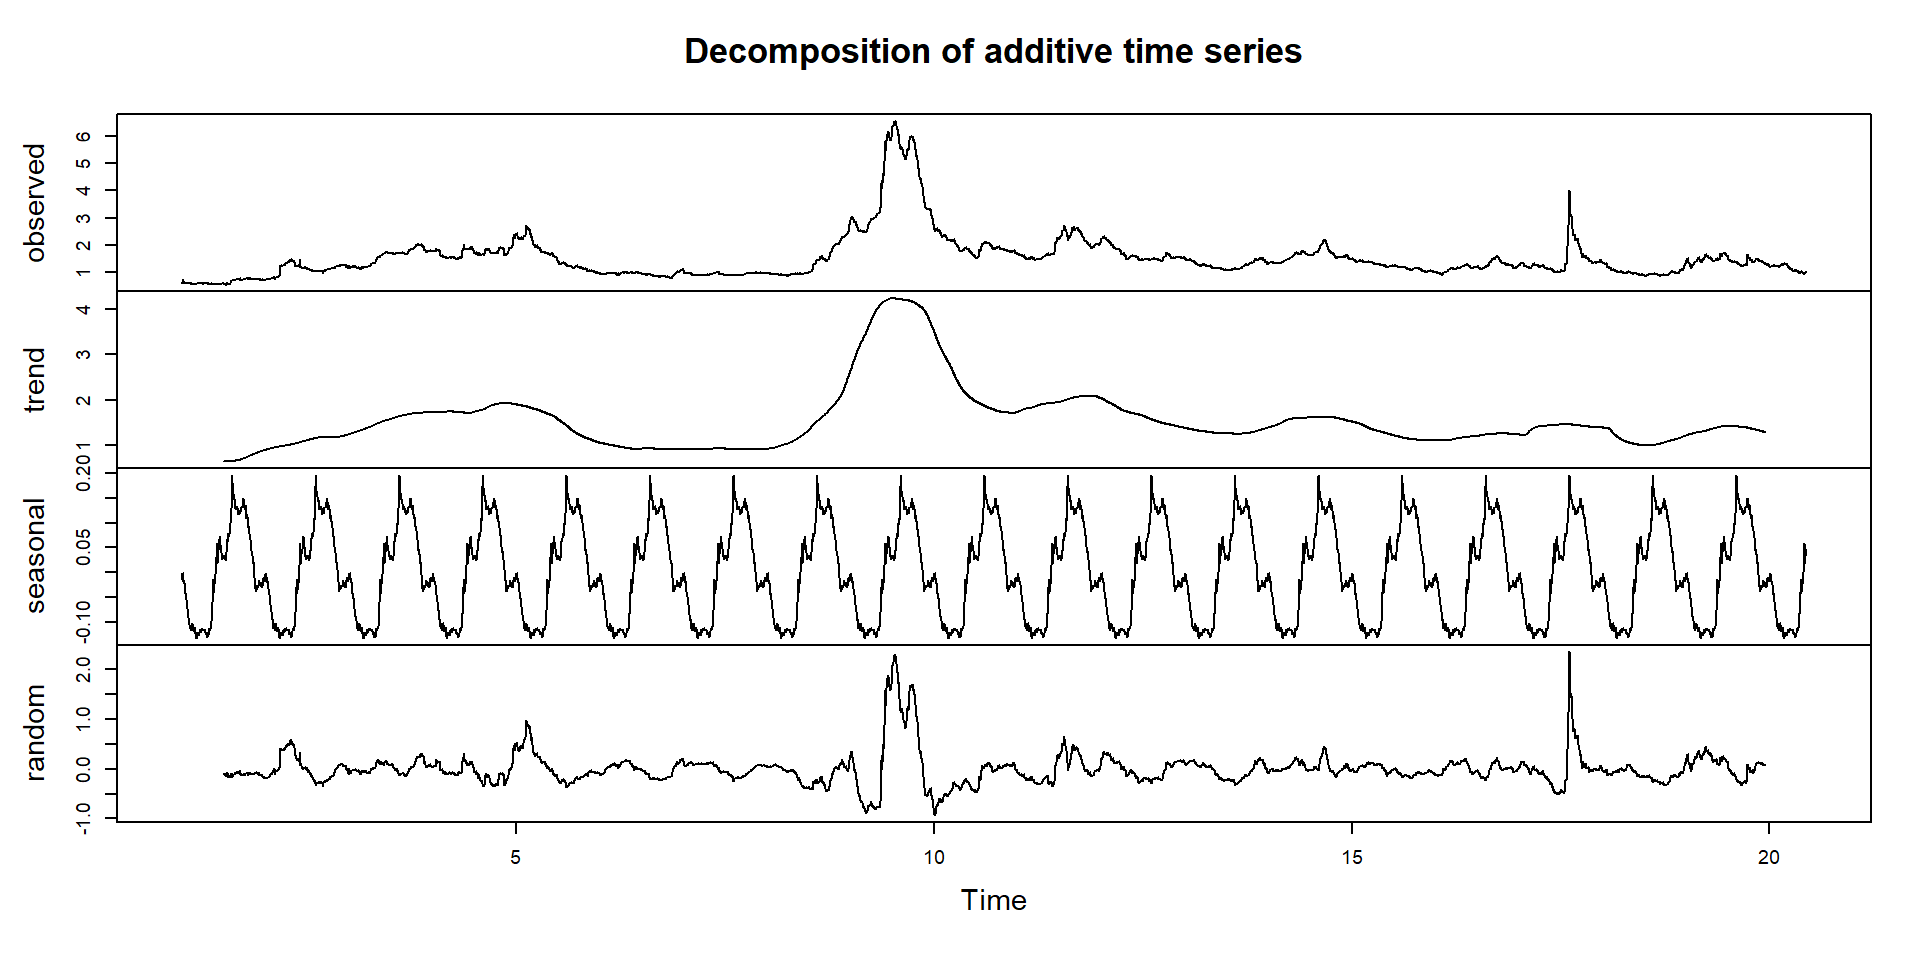 Decomposition of additive time series
observed
1 2 3 4 5 6
trend
1 2 3 4
seasonal
-0.10 0.05 0.20
random
-1.0 0.0 1.0 2.0
5 10 15 20
Time